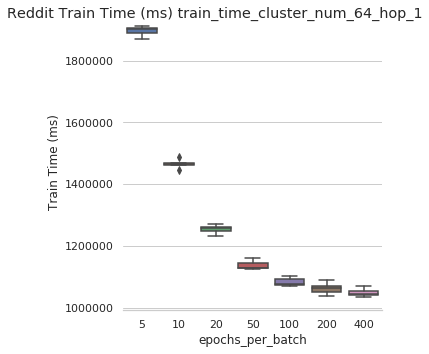 Reddit Train Time (ms) train_time_cluster_num_64_hop_1
1800000
1600000
1400000
1200000
1000000
Train Time (ms)
5 10 20 50 100 200 400
epochs_per_batch